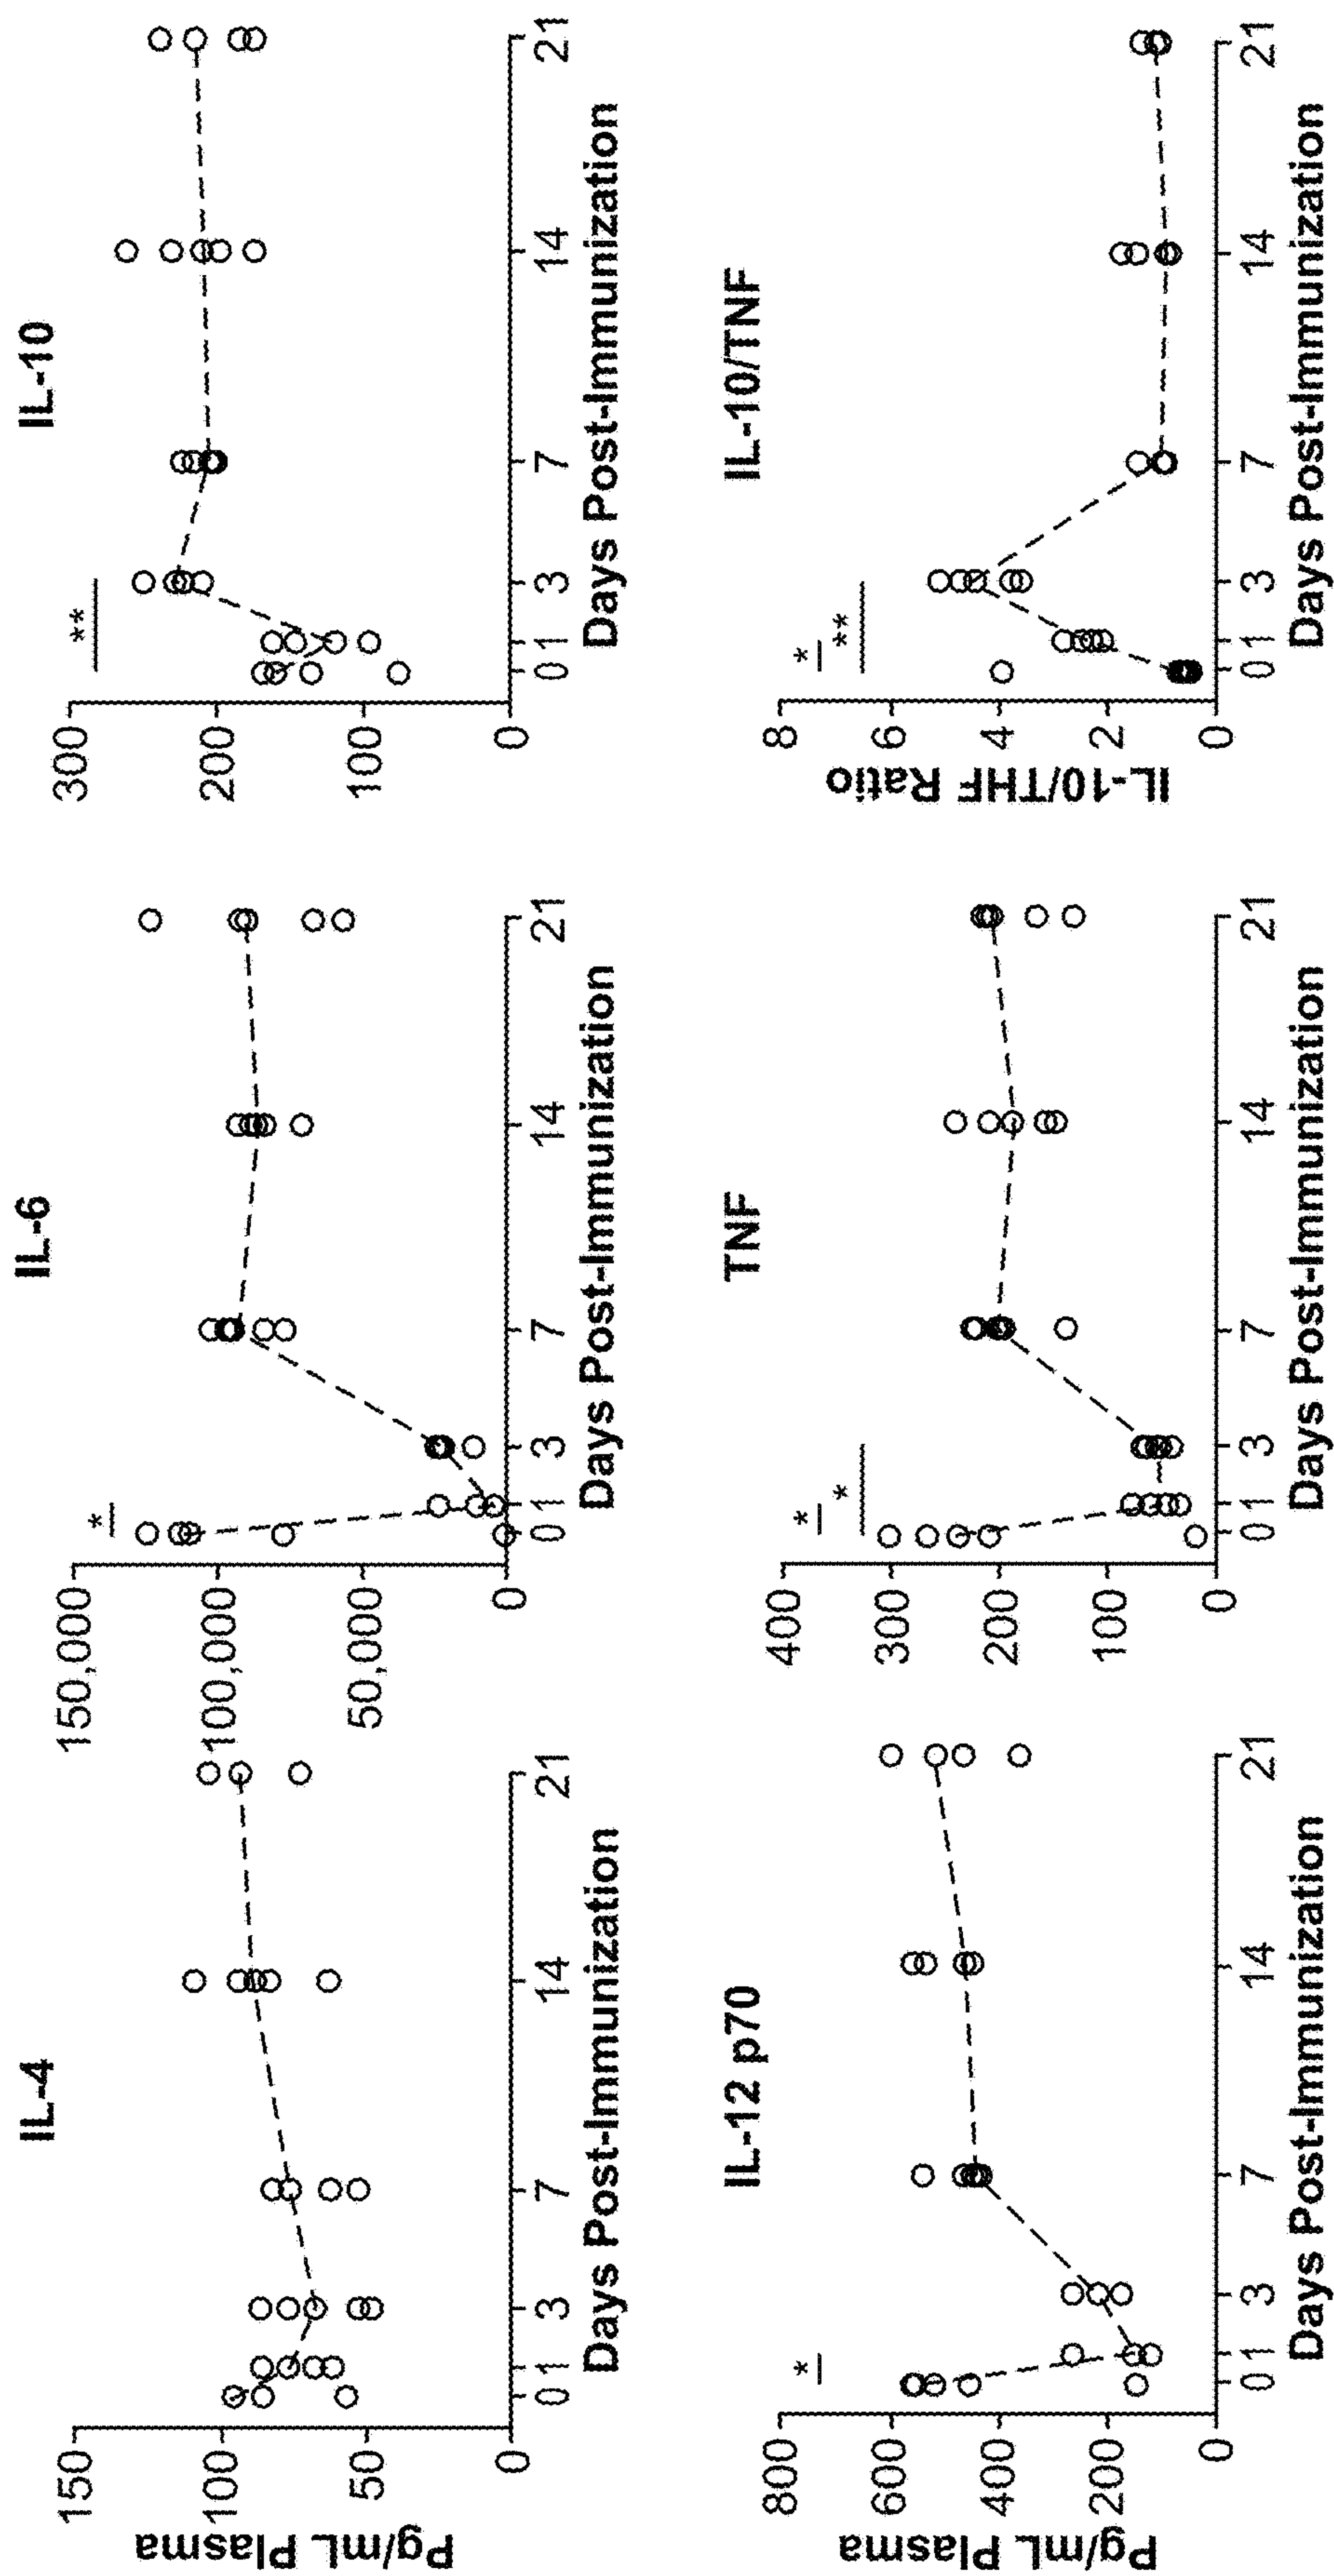 IL-4
150
100
50
0
Pg/mL Plasma
0 1 3 7 14 21
Days Post-Immunization
IL-6
150,000
100,000
50,000
0
0 1 3 7 14 21
Days Post-Immunization
*
IL-10
300
200
100
0
0 1 3 7 14 21
Days Post-Immunization
**
IL-12 p70
800
600
400
200
0
Pg/mL Plasma
0 1 3 7 14 21
Days Post-Immunization
*
TNF
400
300
200
100
0
0 1 3 7 14 21
Days Post-Immunization
*
*
IL-10/TNF
8
6
4
2
0
IL-10/THF Ratio
0 1 3 7 14 21
Days Post-Immunization
*
**